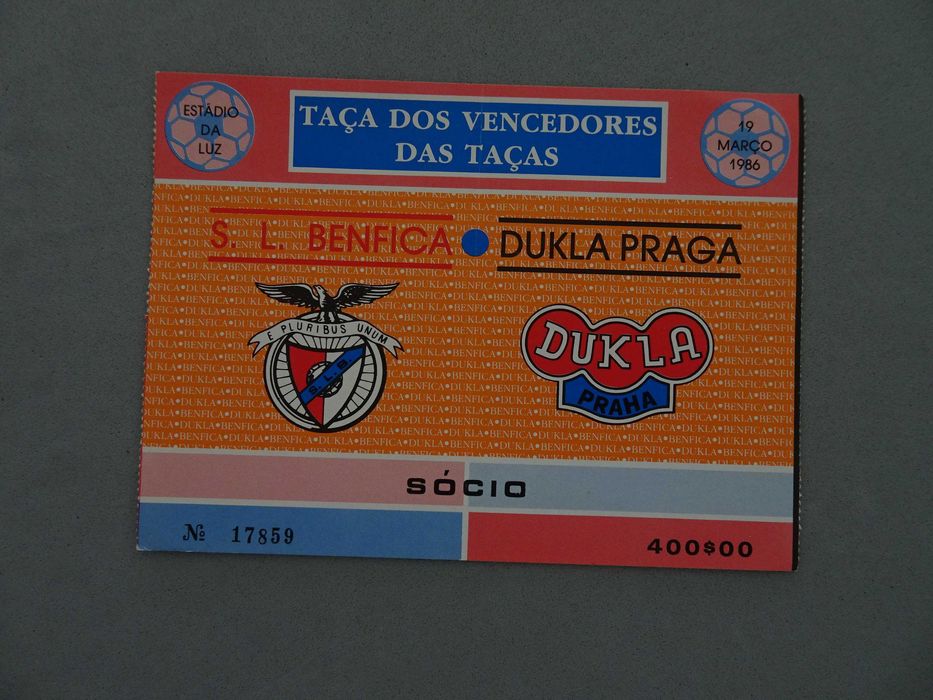 ESTÁDIO
DA
LUZ
TAÇA DOS VENCEDORES
DAS TAÇAS
19
MARÇO
1986
S. L. BENFICA
DUKLA PRAGA
E PLURIBUS UNUM
S.L.B
DUKLA
PRAHA
SÓCIO
Nº 17859
400$00